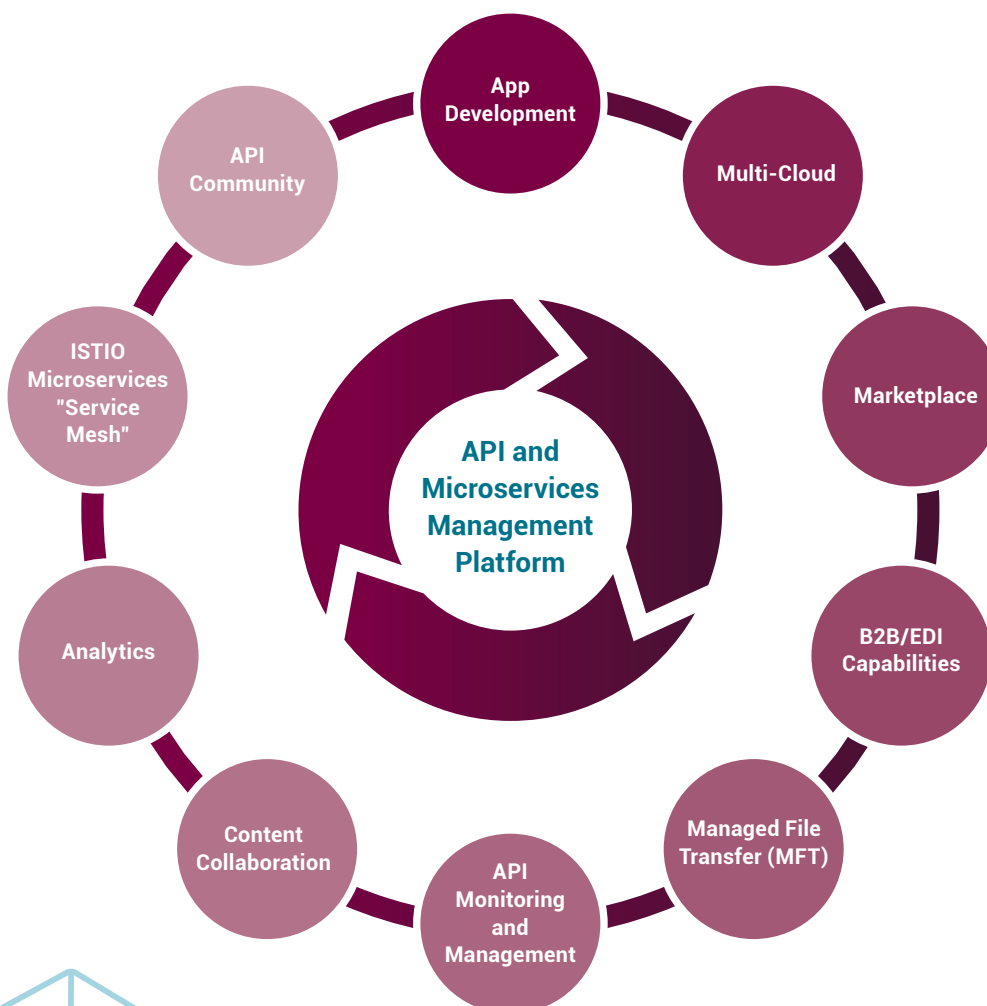 App
Development
Multi-Cloud
Marketplace
B2B/EDI
Capabilities
Managed File
Transfer (MFT)
API
Monitoring
and
Management
Content
Collaboration
Analytics
ISTIO
Microservices
"Service
Mesh"
API
Community
API and
Microservices
Management
Platform